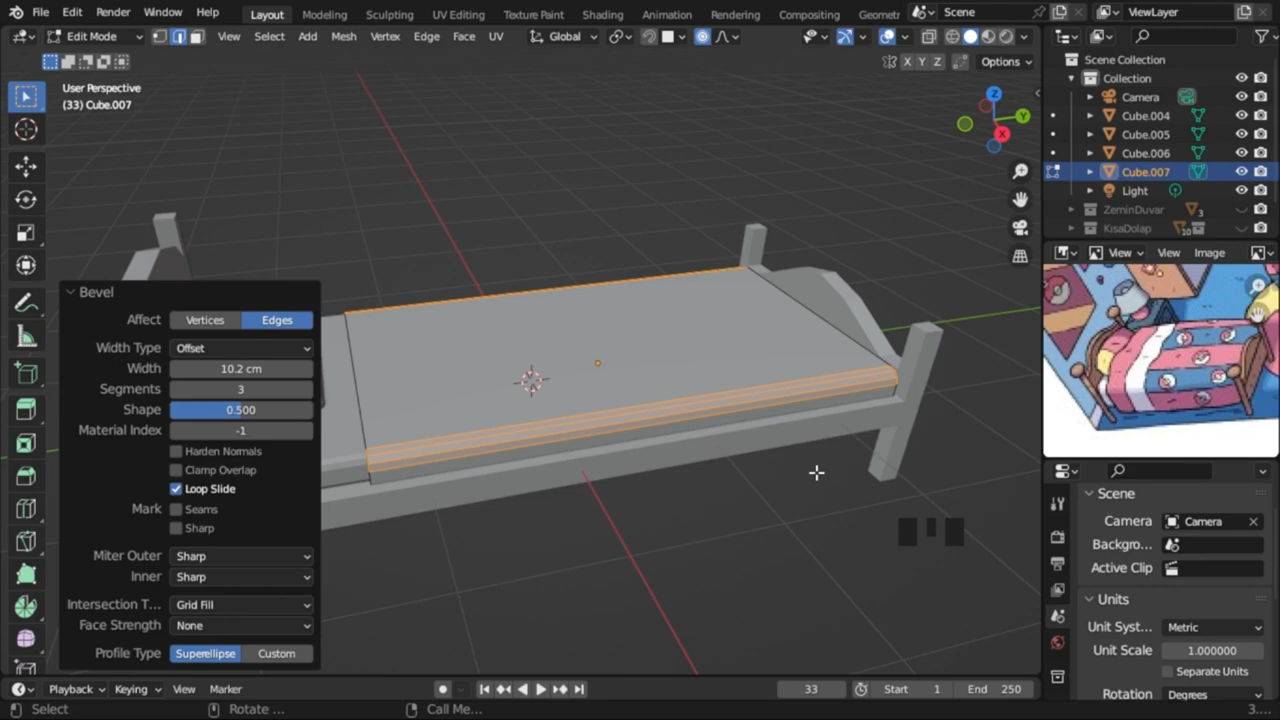 File Edit Render Window Help Layout Modeling Sculpting UV Editing Texture Paint Shading Animation Rendering Compositing Geometr Scene ViewLayer
Edit Mode View Select Add Mesh Vertex Edge Face UV Global
X Y Z Options
User Perspective
(33) Cube.007
Z
Y
X
Bevel
Affect Vertices Edges
Width Type Offset
Width 10.2 cm
Segments 3
Shape 0.500
Material Index -1
Harden Normals
Clamp Overlap
Loop Slide
Mark Seams
Sharp
Miter Outer Sharp
Inner Sharp
Intersection T... Grid Fill
Face Strength None
Profile Type Superellipse Custom
Scene Collection
Collection
Camera
Cube.004
Cube.005
Cube.006
Cube.007
Light
ZeminDuvar 3
KisaDolap 10
View View Image
Scene
Camera Camera
Backgro...
Active Clip
Units
Unit Syst... Metric
Unit Scale 1.000000
Separate Units
Rotation Degrees
Playback Keying View Marker 33 Start 1 End 250
Select Rotate ... Call Me... 3....